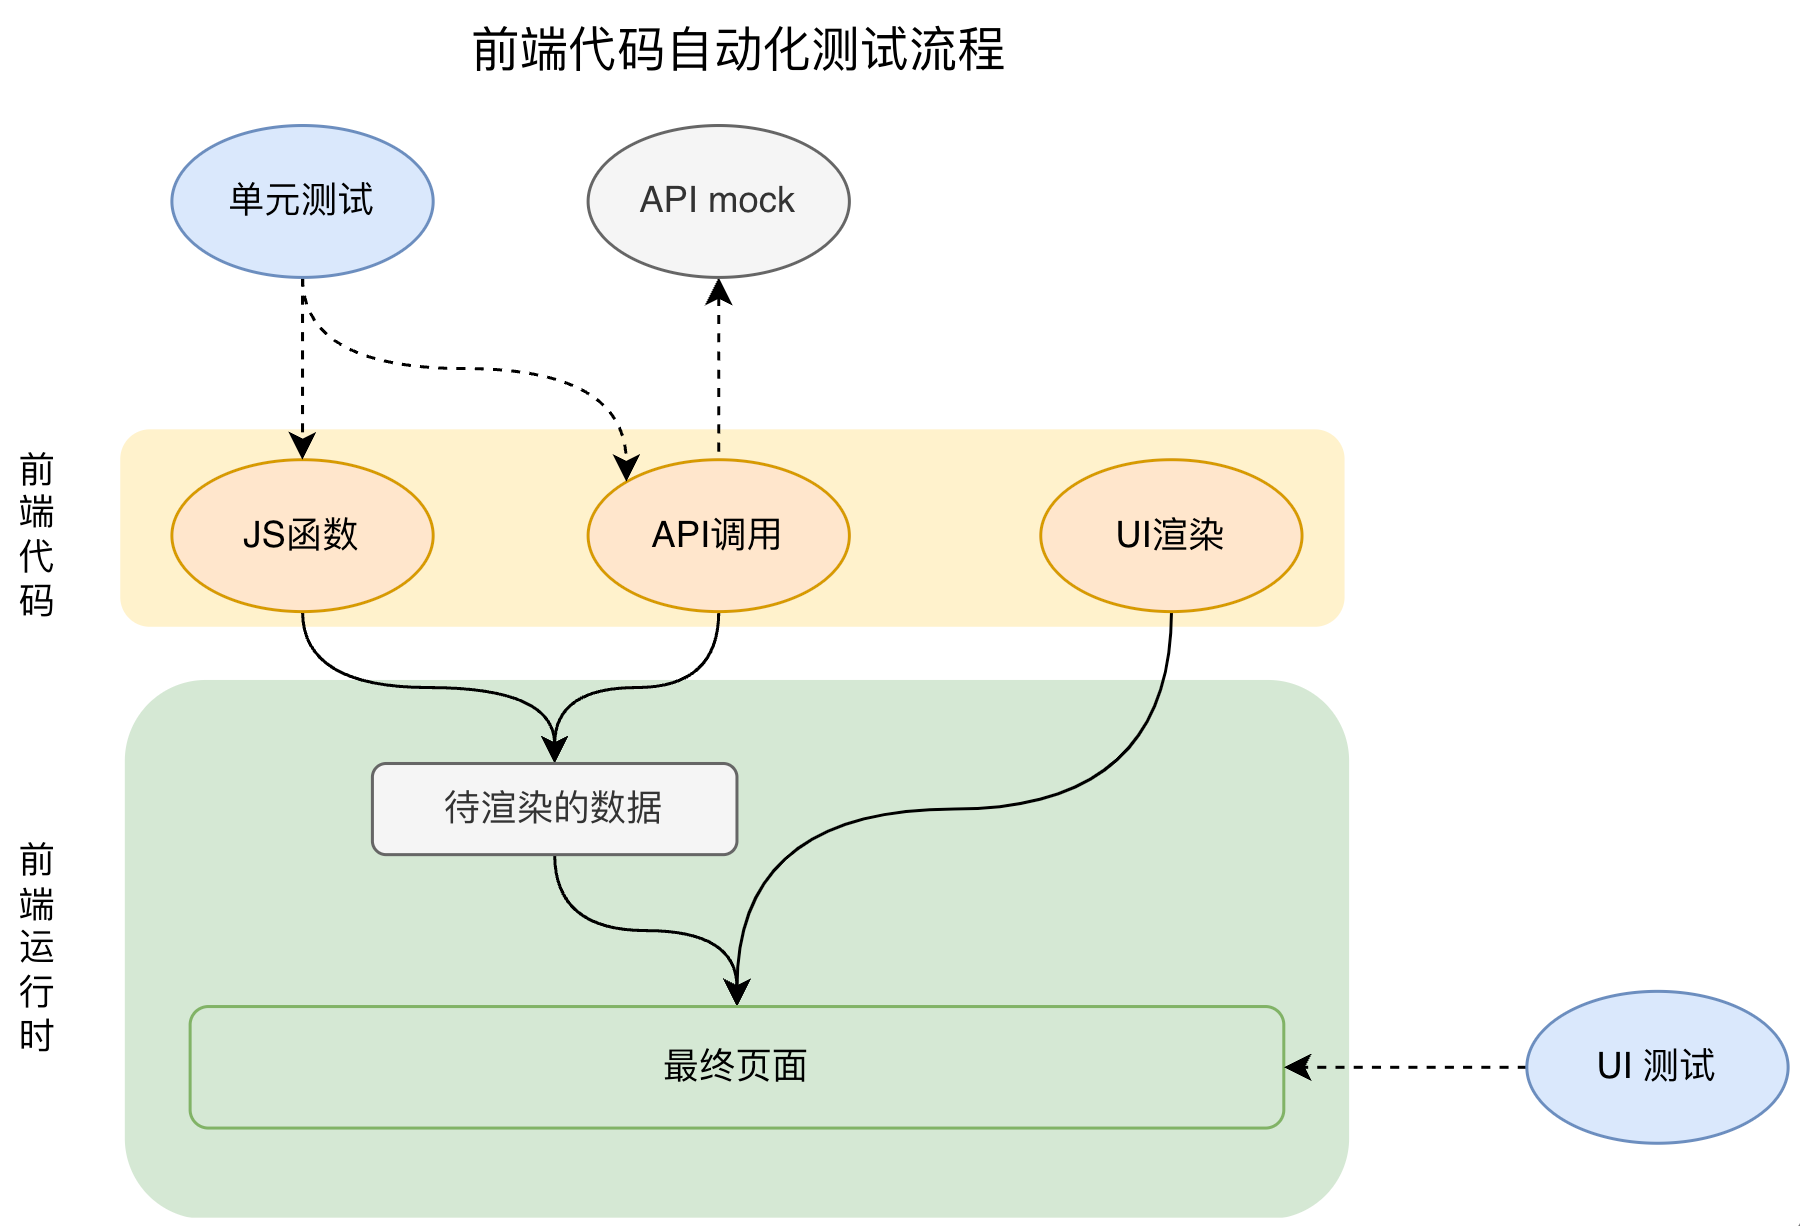 前端代码自动化测试流程
单元测试
API mock
前端代码
JS函数
API调用
UI渲染
待渲染的数据
前端运行时
最终页面
UI 测试